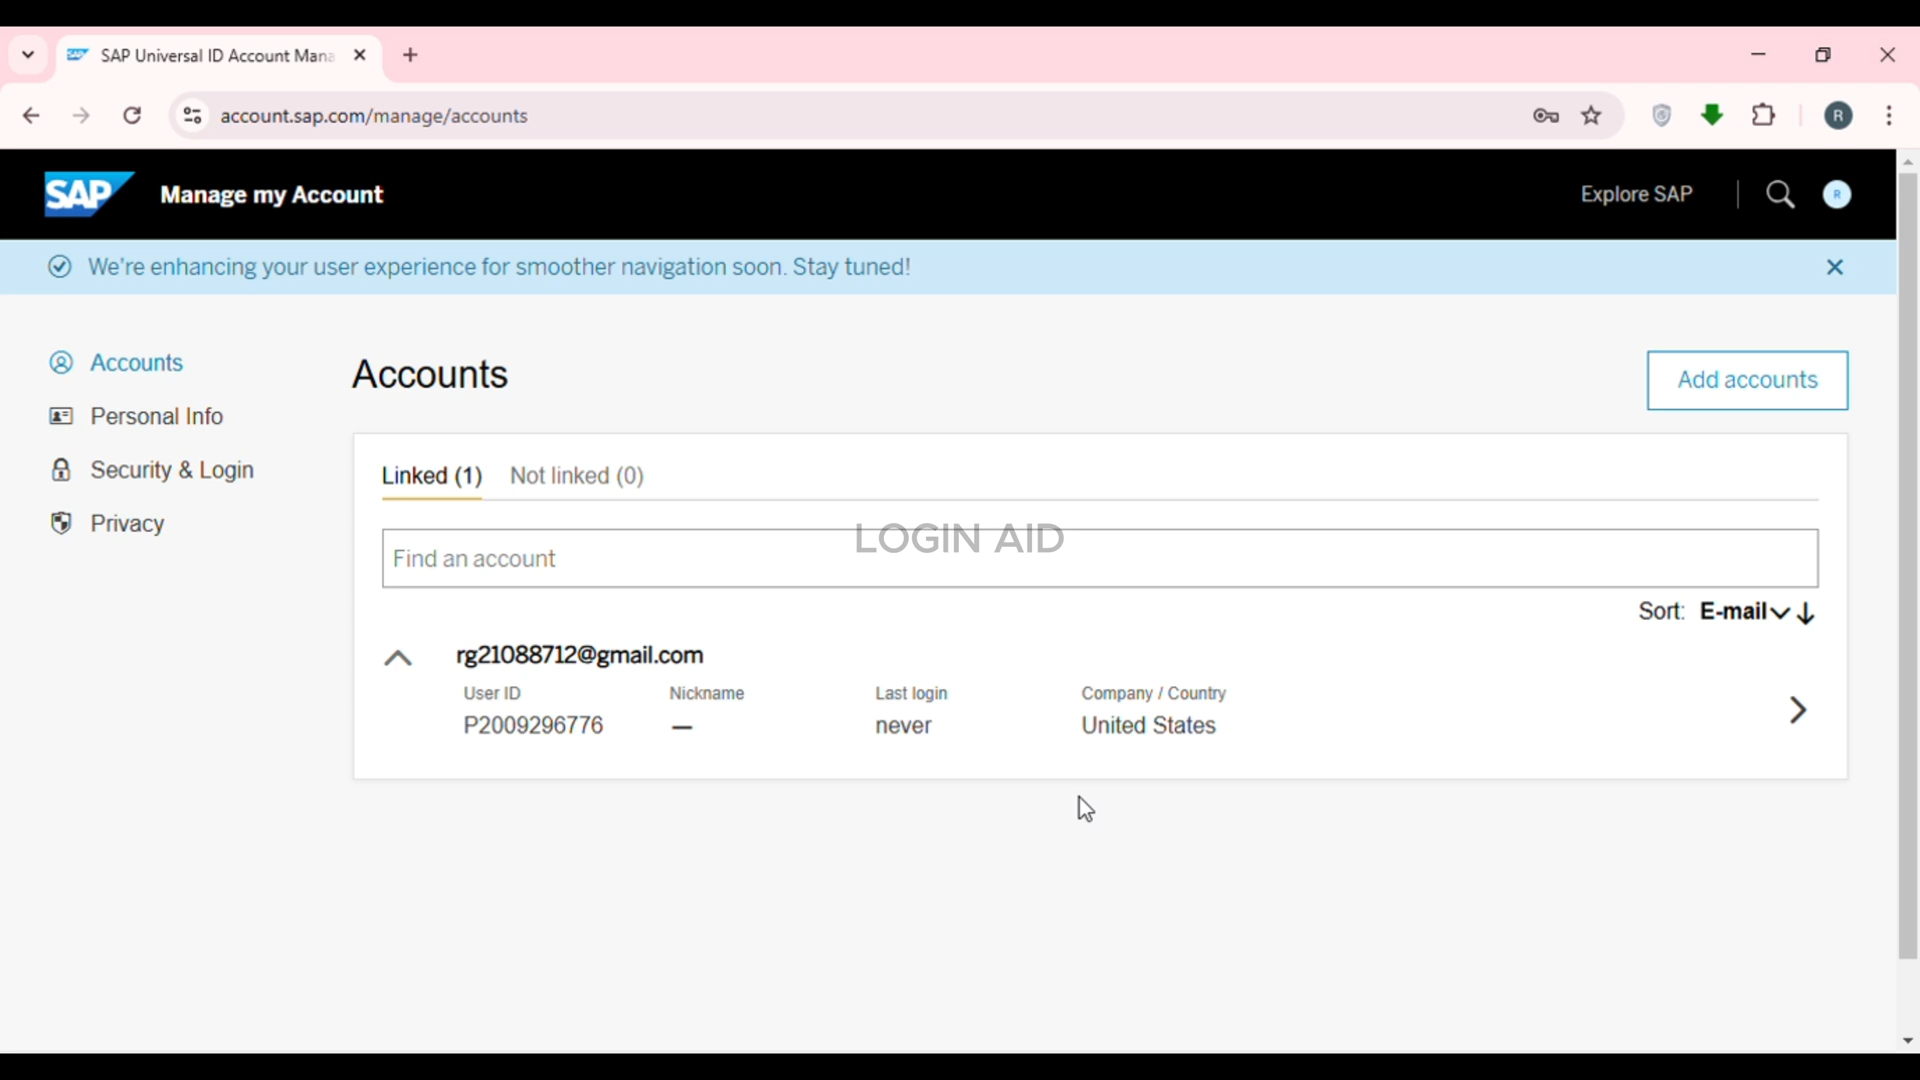 SAP Universal ID Account Mana
account.sap.com/manage/accounts
R
SAP
Manage my Account
Explore SAP
R
We're enhancing your user experience for smoother navigation soon. Stay tuned!
Accounts
Personal Info
Security & Login
Privacy
Accounts
Add accounts
Linked (1) Not linked (0)
LOGIN AID
Find an account
Sort: E-mail
rg21088712@gmail.com
User ID Nickname Last login Company / Country
P2009296776 — never United States